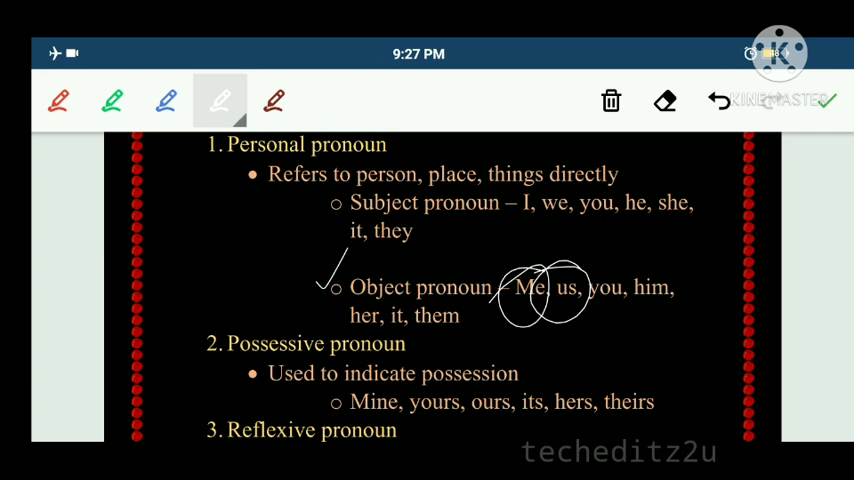 9:27 PM
48
K
KINEMASTER
1. Personal pronoun
• Refers to person, place, things directly
o Subject pronoun – I, we, you, he, she,
it, they
o Object pronoun – Me, us, you, him,
her, it, them
2. Possessive pronoun
• Used to indicate possession
o Mine, yours, ours, its, hers, theirs
3. Reflexive pronoun
techeditz2u